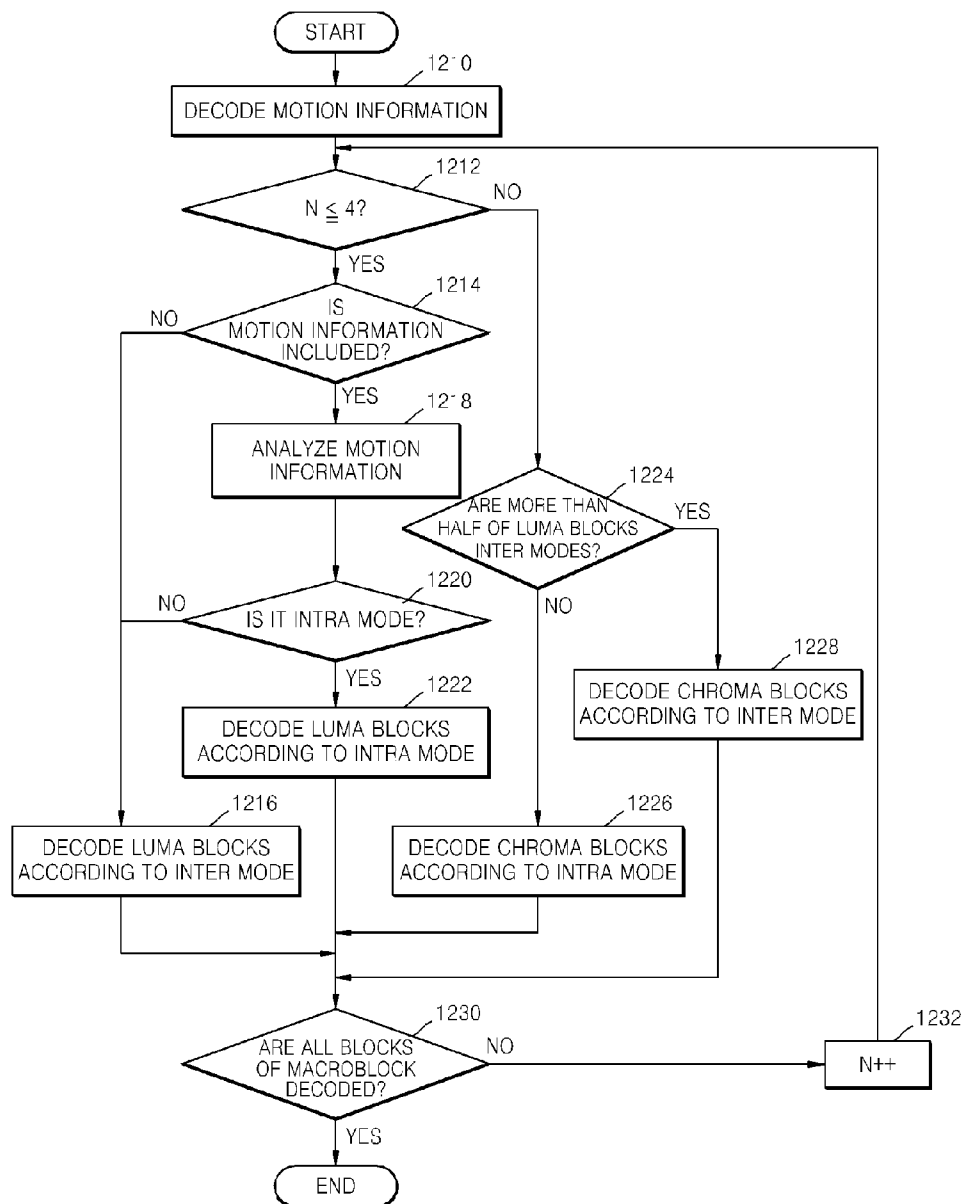 START
1210
DECODE MOTION INFORMATION
1212
N ≦ 4?
NO
YES
1214
IS
MOTION INFORMATION
INCLUDED?
NO
YES
1218
ANALYZE MOTION
INFORMATION
1224
ARE MORE THAN
HALF OF LUMA BLOCKS
INTER MODES?
YES
NO
1220
IS IT INTRA MODE?
NO
YES
1228
DECODE CHROMA BLOCKS
ACCORDING TO INTER MODE
1222
DECODE LUMA BLOCKS
ACCORDING TO INTRA MODE
1216
DECODE LUMA BLOCKS
ACCORDING TO INTER MODE
1226
DECODE CHROMA BLOCKS
ACCORDING TO INTRA MODE
1230
ARE ALL BLOCKS
OF MACROBLOCK
DECODED?
NO
1232
N++
YES
END